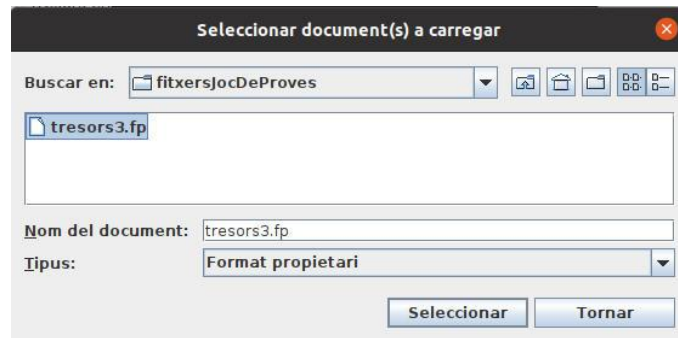 Seleccionar document(s) a carregar
Buscar en: fitxersJocDeProves
tresors3.fp
Nom del document: tresors3.fp
Tipus: Format propietari
Seleccionar Tornar